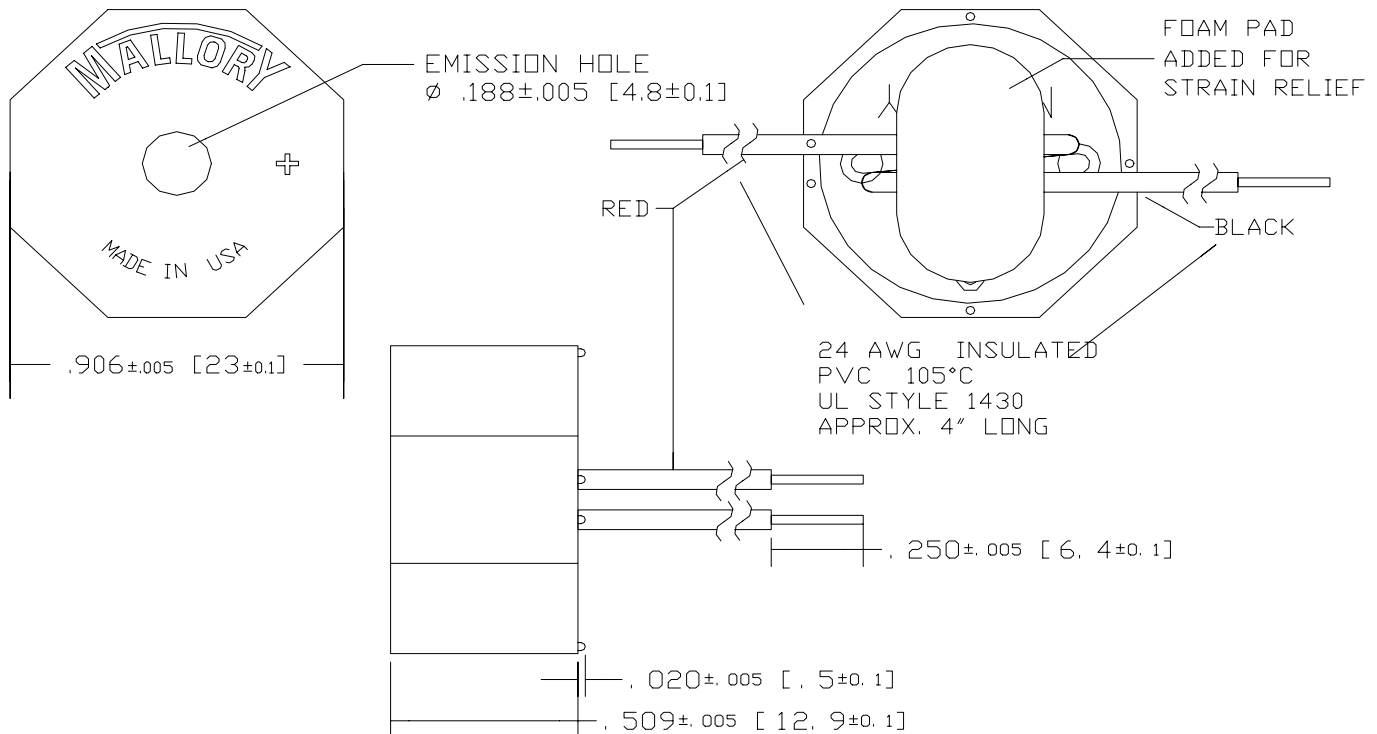 MALLORY
+
MADE IN USA
EMISSION HOLE
Ø .188±.005 [4.8±0.1]
.906±.005 [23±0.1]
FOAM PAD
ADDED FOR
STRAIN RELIEF
RED
BLACK
24 AWG INSULATED
PVC 105°C
UL STYLE 1430
APPROX. 4" LONG
.250±.005 [6.4±0.1]
.020±.005 [.5±0.1]
.509±.005 [12.9±0.1]